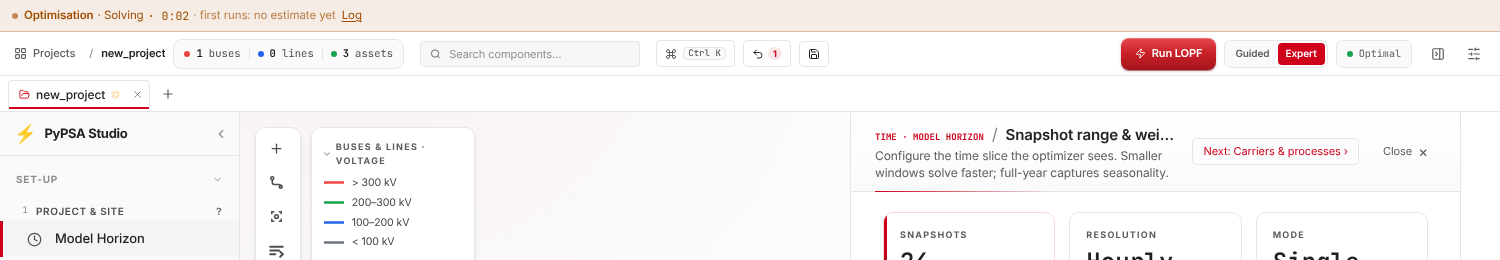 Optimisation · Solving · 0:02 · first runs: no estimate yet Log
Projects / new_project 1 buses 0 lines 3 assets Search components... Ctrl K 1 Run LOPF Guided Expert Optimal
new_project
PyPSA Studio
SET-UP
1 PROJECT & SITE ?
Model Horizon
BUSES & LINES ·
VOLTAGE
> 300 kV
200–300 kV
100–200 kV
< 100 kV
TIME · MODEL HORIZON / Snapshot range & wei...
Configure the time slice the optimizer sees. Smaller
windows solve faster; full-year captures seasonality.
Next: Carriers & processes ›
Close ×
SNAPSHOTS
24
RESOLUTION
Hourly
MODE
Single